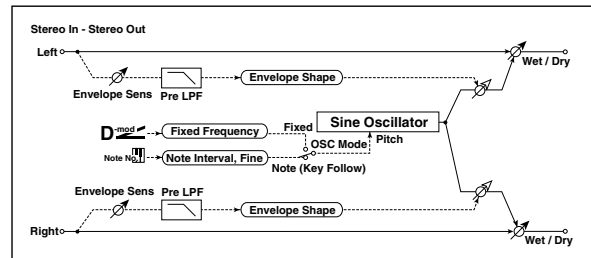 Stereo In - Stereo Out
Left
Wet / Dry
Envelope Sens
Pre LPF
Envelope Shape
D-mod
Fixed Frequency
Fixed
Sine Oscillator
OSC Mode
Pitch
Note No.
Note Interval, Fine
Note (Key Follow)
Envelope Sens
Pre LPF
Envelope Shape
Right
Wet / Dry